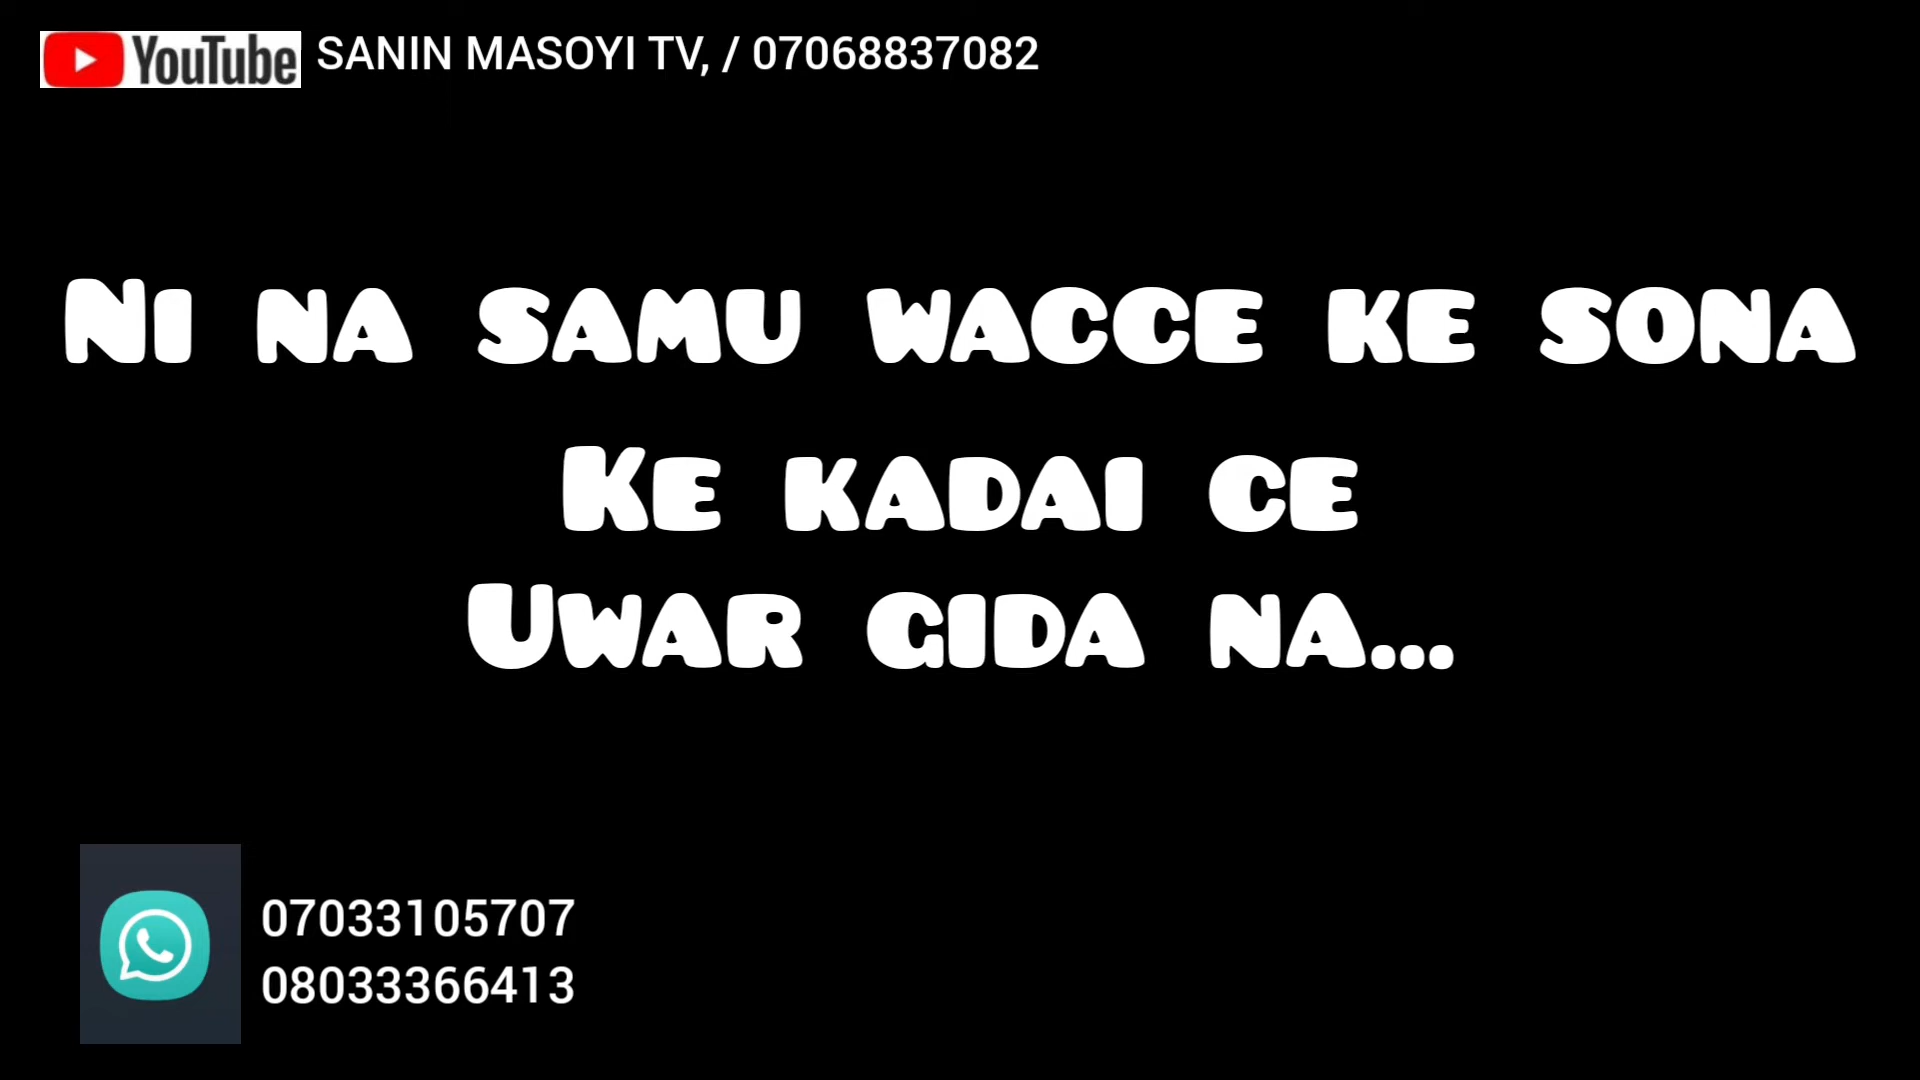 YouTube SANIN MASOYI TV, / 07068837082
Ni na samu wacce ke sona
Ke kadai ce
Uwar gida na...
07033105707
08033366413